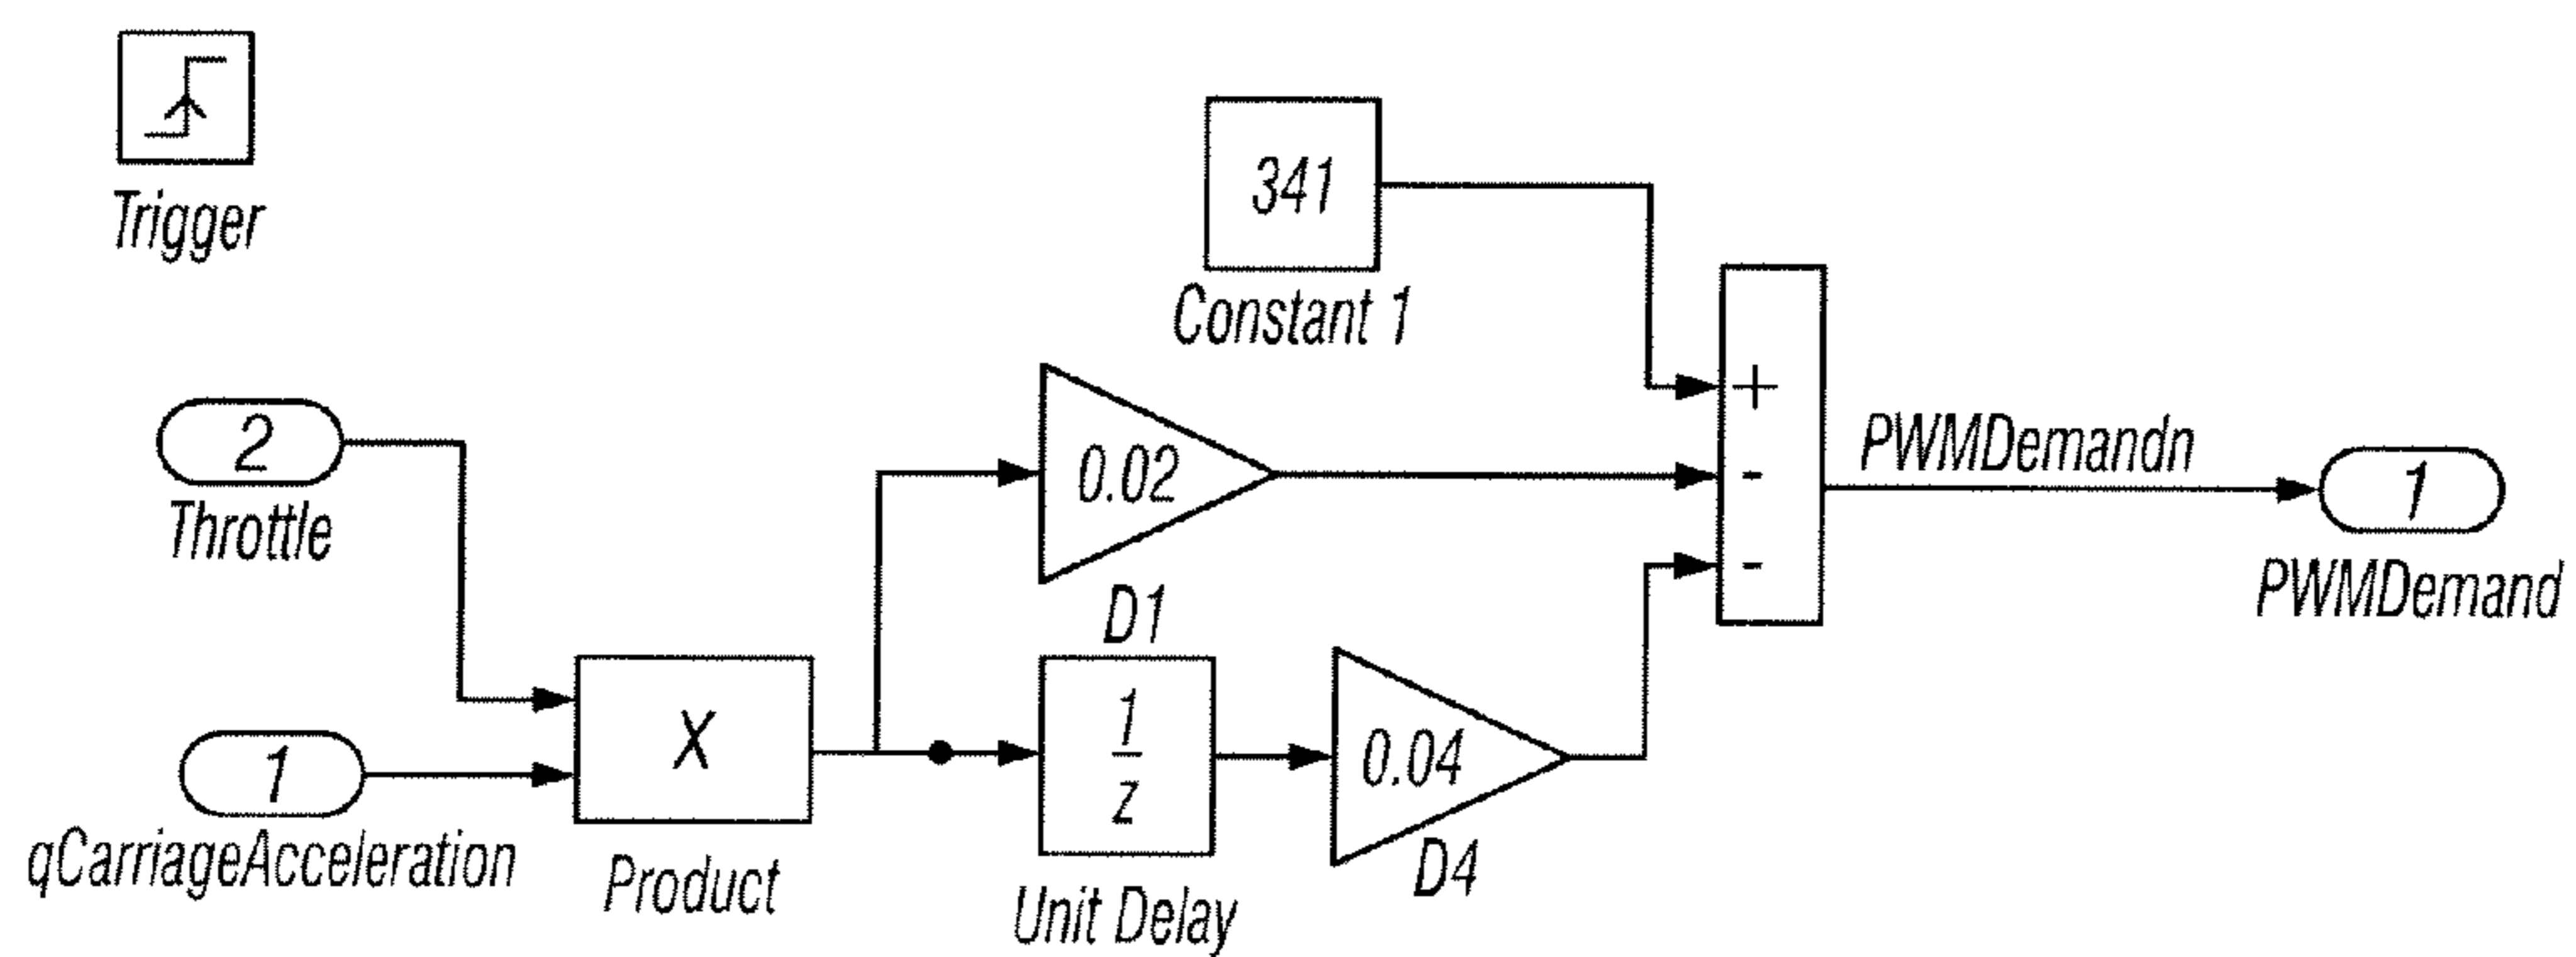 Trigger
341
Constant 1
2
Throttle
0.02
D1
+
-
-
PWMDemandn
1
PWMDemand
1
qCarriageAcceleration
X
Product
1
z
Unit Delay
0.04
D4